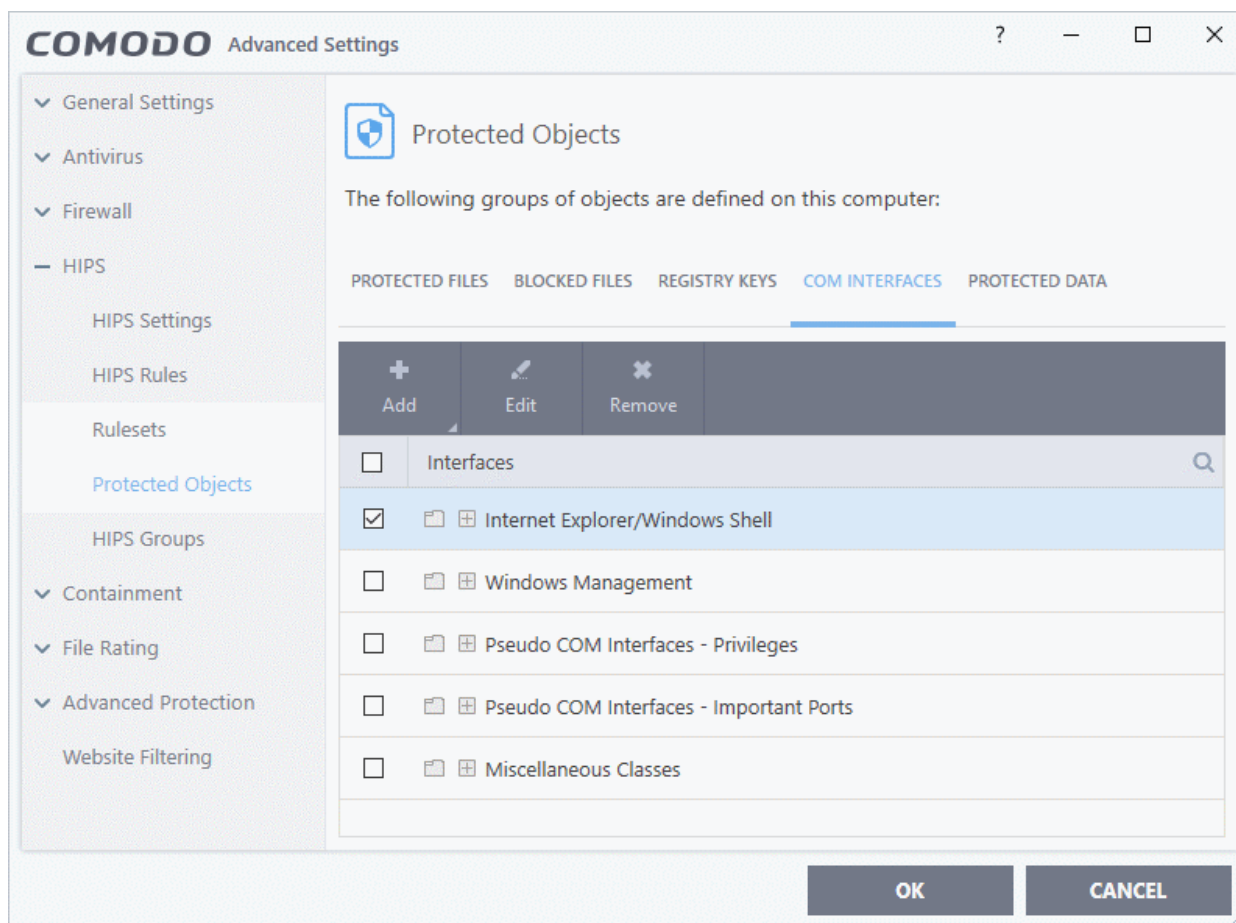 COMODO Advanced Settings
?
General Settings
Antivirus
Firewall
HIPS
HIPS Settings
HIPS Rules
Rulesets
Protected Objects
HIPS Groups
Containment
File Rating
Advanced Protection
Website Filtering
Protected Objects
The following groups of objects are defined on this computer:
PROTECTED FILES BLOCKED FILES REGISTRY KEYS COM INTERFACES PROTECTED DATA
Add Edit Remove
Interfaces
Internet Explorer/Windows Shell
Windows Management
Pseudo COM Interfaces - Privileges
Pseudo COM Interfaces - Important Ports
Miscellaneous Classes
OK CANCEL